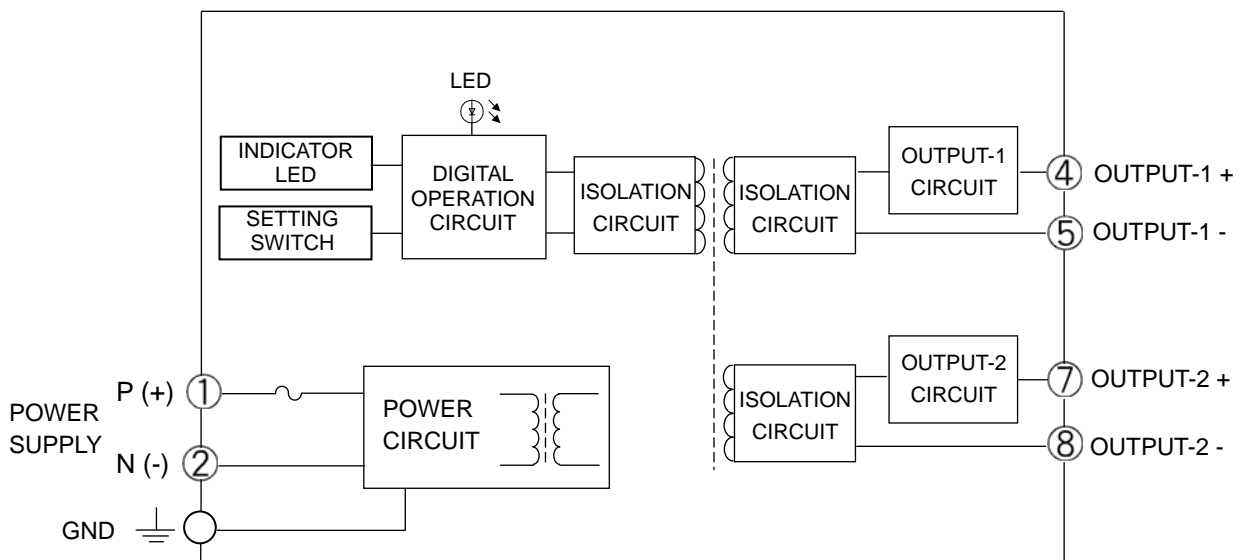 LED
INDICATOR
LED
SETTING
SWITCH
DIGITAL
OPERATION
CIRCUIT
ISOLATION
CIRCUIT
ISOLATION
CIRCUIT
OUTPUT-1
CIRCUIT
4 OUTPUT-1 +
5 OUTPUT-1 -
POWER
SUPPLY
P (+) 1
N (-) 2
GND
POWER
CIRCUIT
ISOLATION
CIRCUIT
OUTPUT-2
CIRCUIT
7 OUTPUT-2 +
8 OUTPUT-2 -